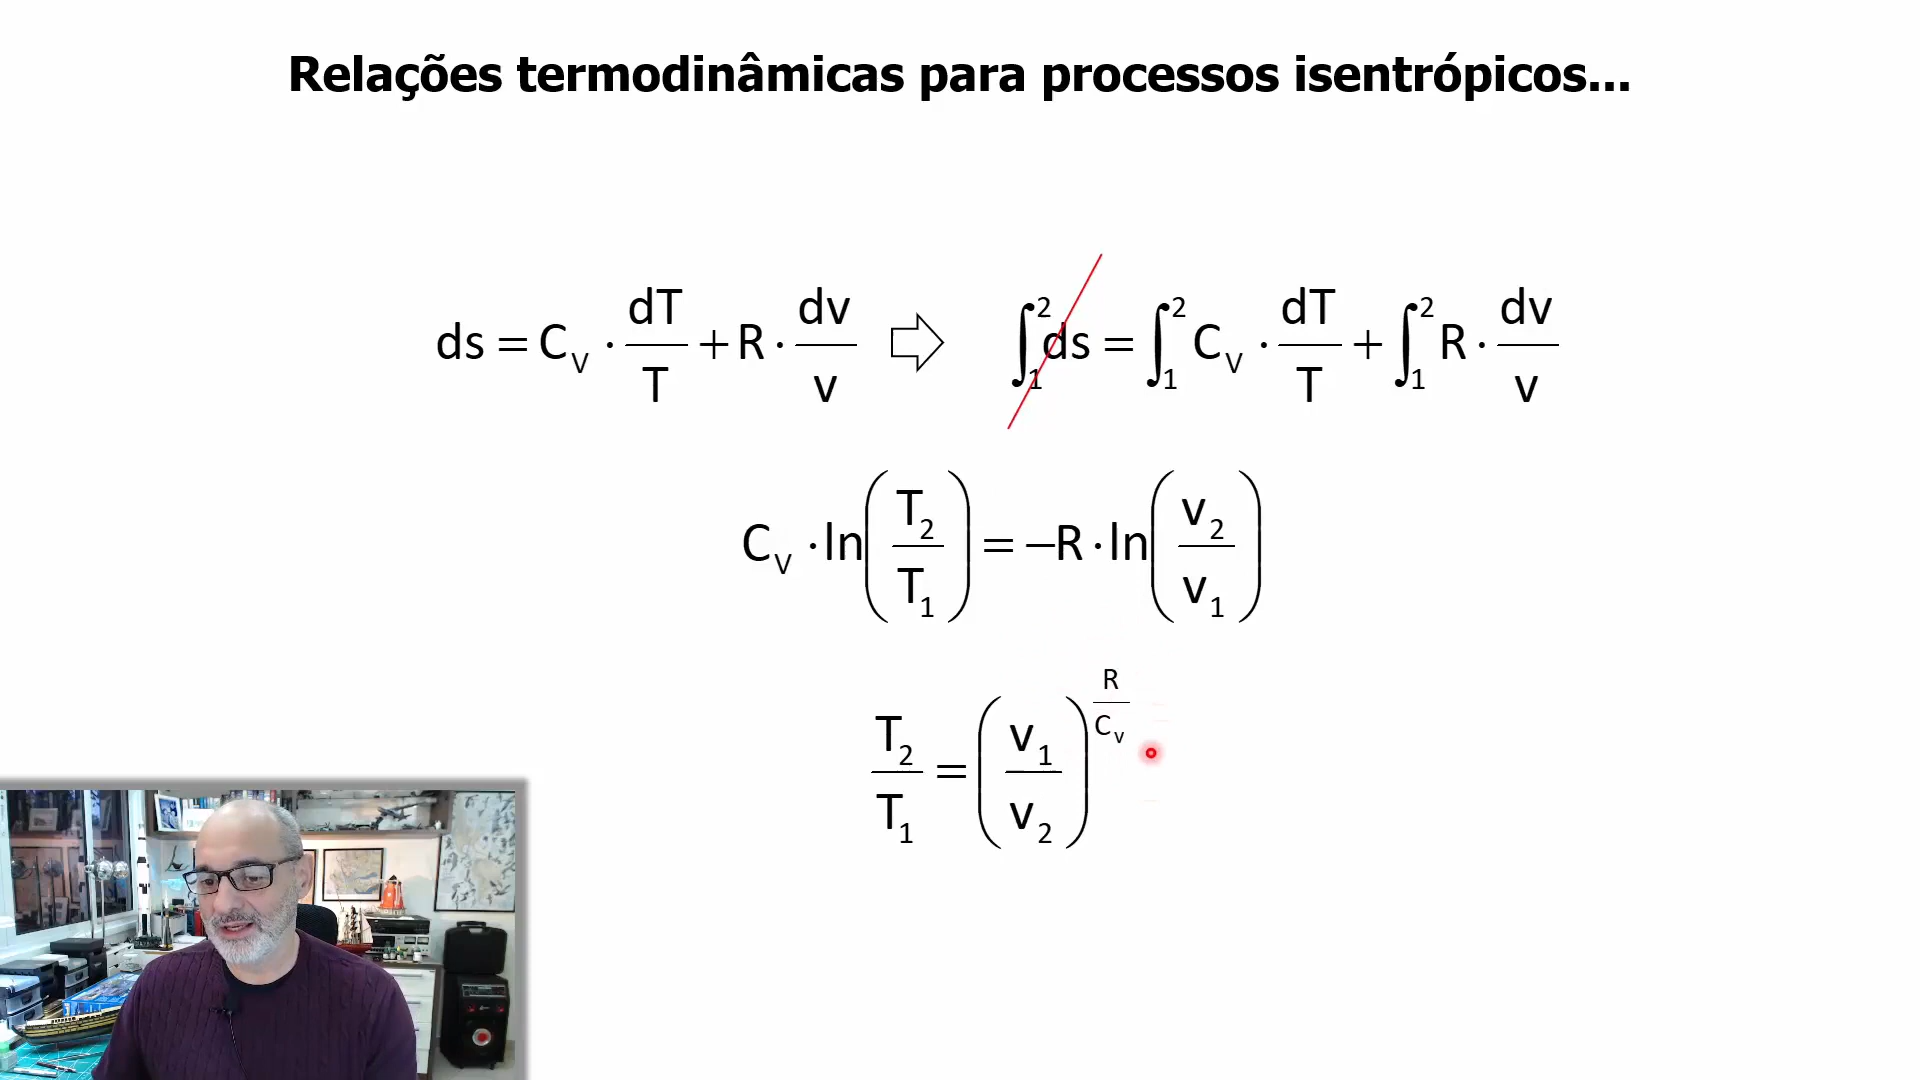 Relações termodinâmicas para processos isentrópicos...
ds = C_V · dT/T + R · dv/v ⇨ ∫₁² ds = ∫₁² C_V · dT/T + ∫₁² R · dv/v
C_V · ln(T₂/T₁) = −R · ln(v₂/v₁)
T₂/T₁ = (v₁/v₂)^(R/C_v)